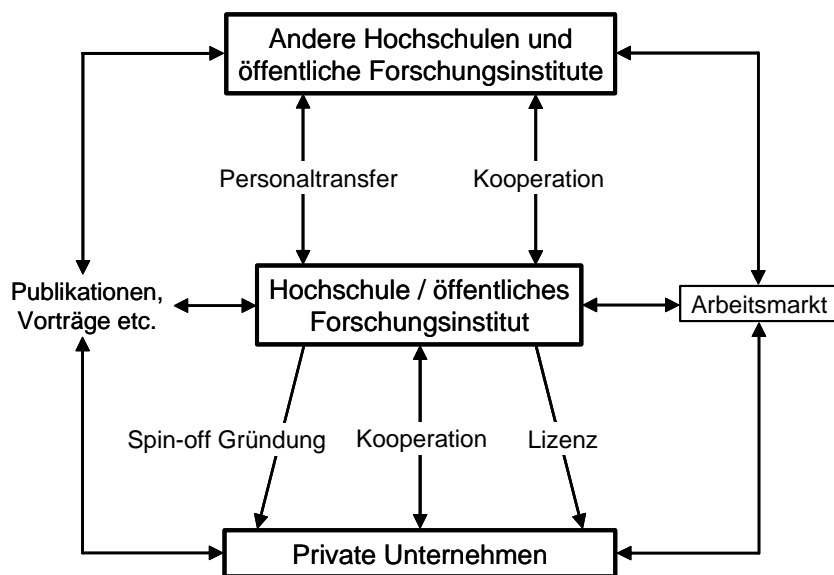 Andere Hochschulen und
öffentliche Forschungsinstitute
Personaltransfer
Kooperation
Publikationen,
Vorträge etc.
Hochschule / öffentliches
Forschungsinstitut
Arbeitsmarkt
Spin-off Gründung
Kooperation
Lizenz
Private Unternehmen